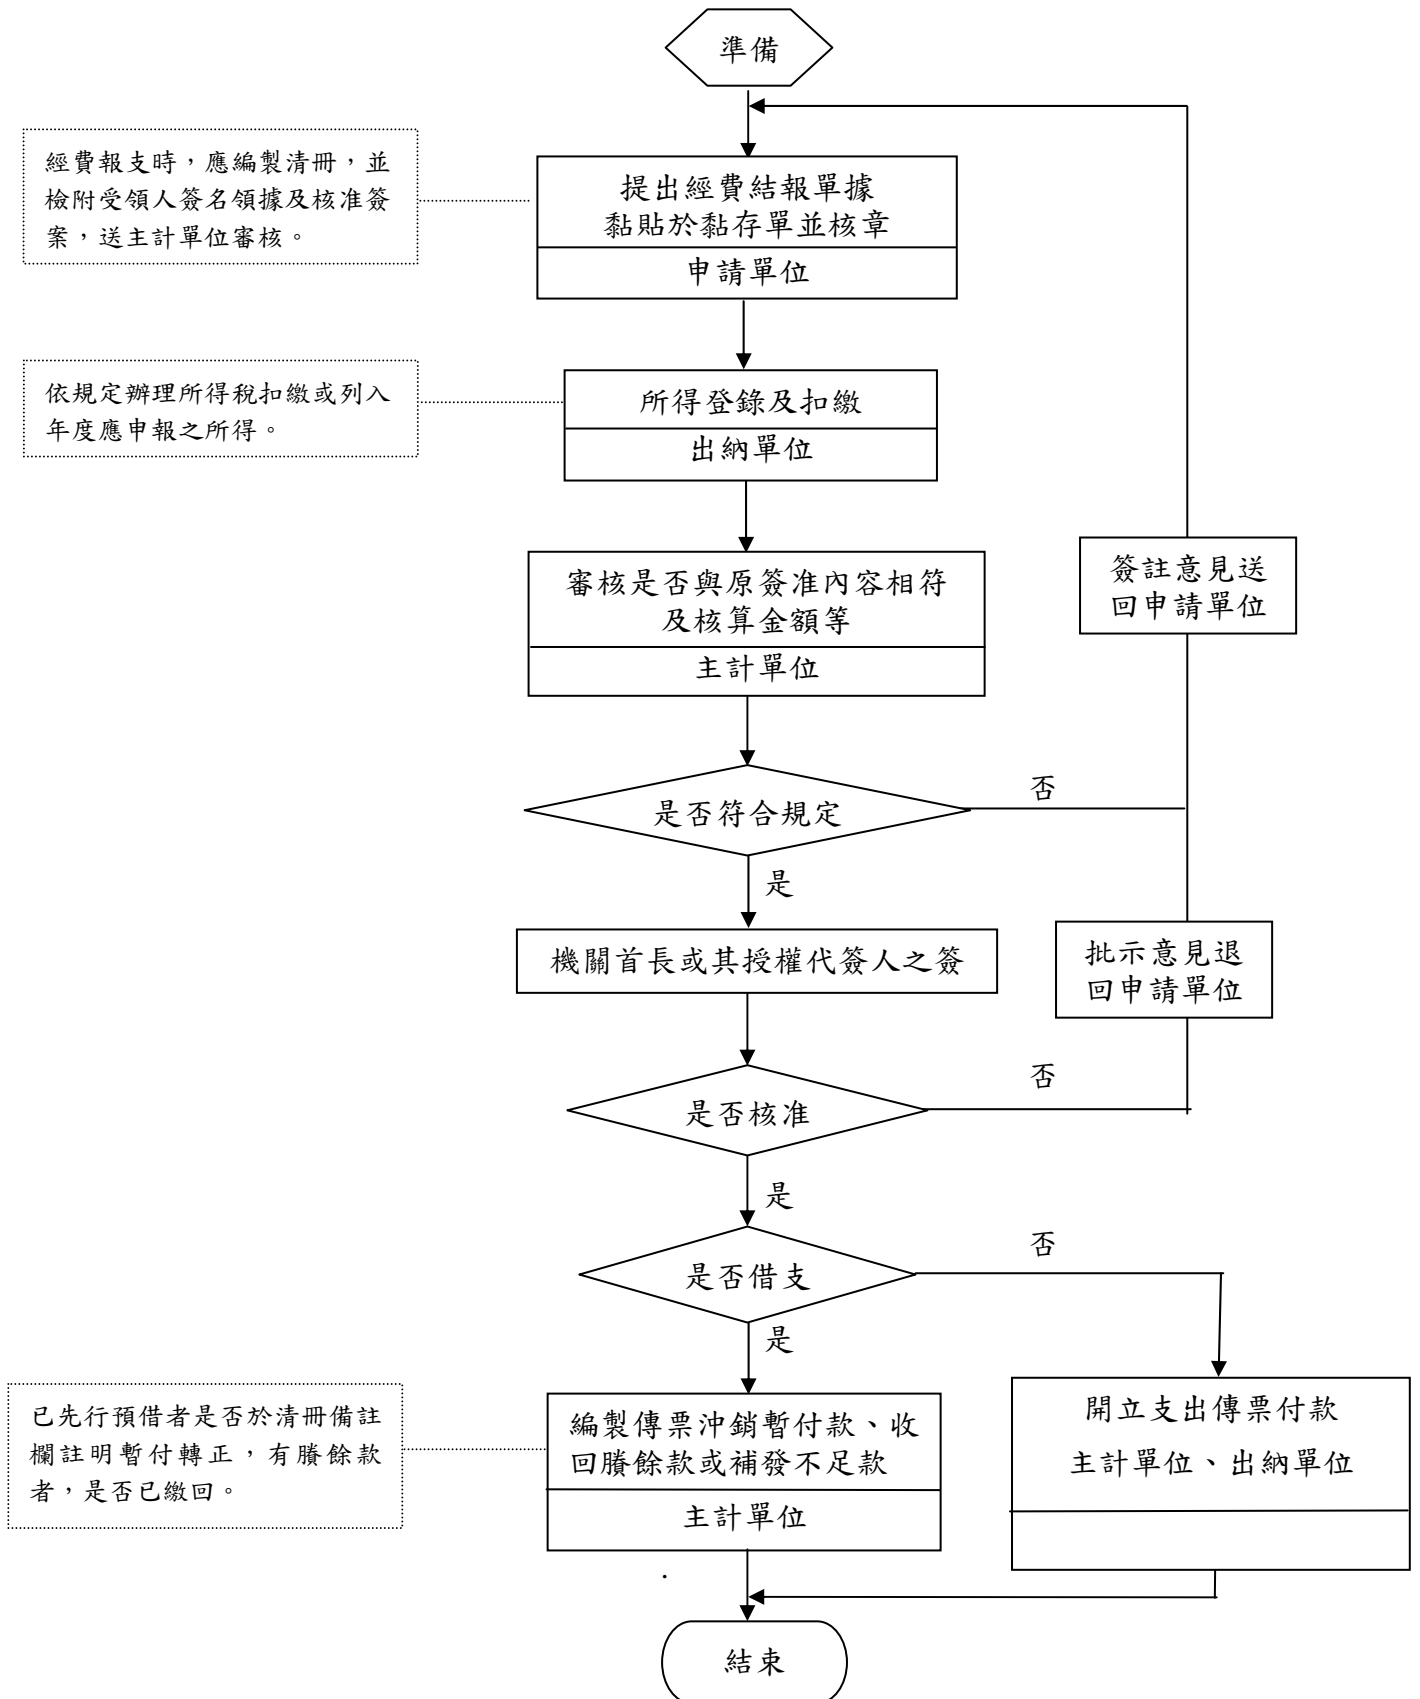 準備
經費報支時，應編製清冊，並
檢附受領人簽名領據及核准簽
案，送主計單位審核。
提出經費結報單據
黏貼於黏存單並核章
申請單位
依規定辦理所得稅扣繳或列入
年度應申報之所得。
所得登錄及扣繳
出納單位
審核是否與原簽准內容相符
及核算金額等
主計單位
簽註意見送
回申請單位
是否符合規定
否
是
機關首長或其授權代簽人之簽
批示意見退
回申請單位
是否核准
否
是
是否借支
否
是
已先行預借者是否於清冊備註
欄註明暫付轉正，有賸餘款
者，是否已繳回。
編製傳票沖銷暫付款、收
回賸餘款或補發不足款
主計單位
開立支出傳票付款
主計單位、出納單位
.
結束